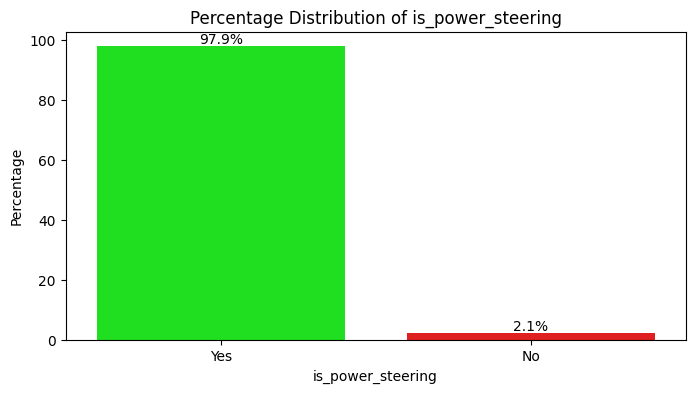 Percentage Distribution of is_power_steering
100
97.9%
80
60
Percentage
40
20
2.1%
0
Yes
No
is_power_steering